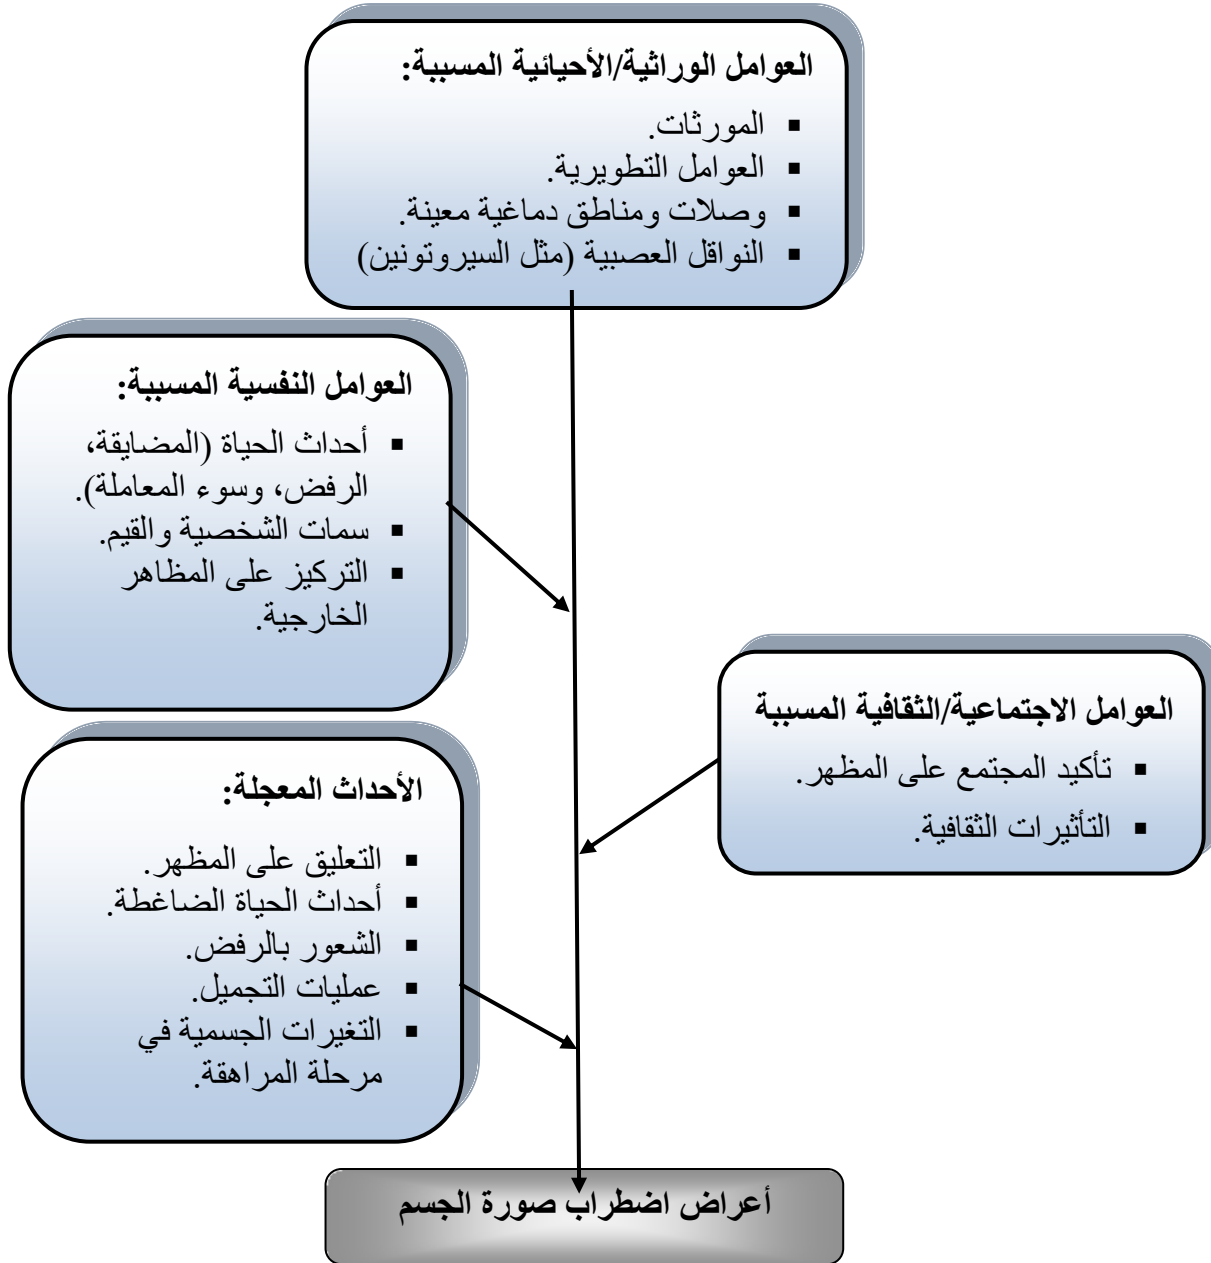 العوامل الوراثية/الأحيائية المسببة:
▪ المورثات.
▪ العوامل التطويرية.
▪ وصلات ومناطق دماغية معينة.
▪ النواقل العصبية (مثل السيروتونين)
العوامل النفسية المسببة:
▪ أحداث الحياة (المضايقة،
الرفض، وسوء المعاملة).
▪ سمات الشخصية والقيم.
▪ التركيز على المظاهر
الخارجية.
العوامل الاجتماعية/الثقافية المسببة
▪ تأكيد المجتمع على المظهر.
▪ التأثيرات الثقافية.
الأحداث المعجلة:
▪ التعليق على المظهر.
▪ أحداث الحياة الضاغطة.
▪ الشعور بالرفض.
▪ عمليات التجميل.
▪ التغيرات الجسمية في
مرحلة المراهقة.
أعراض اضطراب صورة الجسم